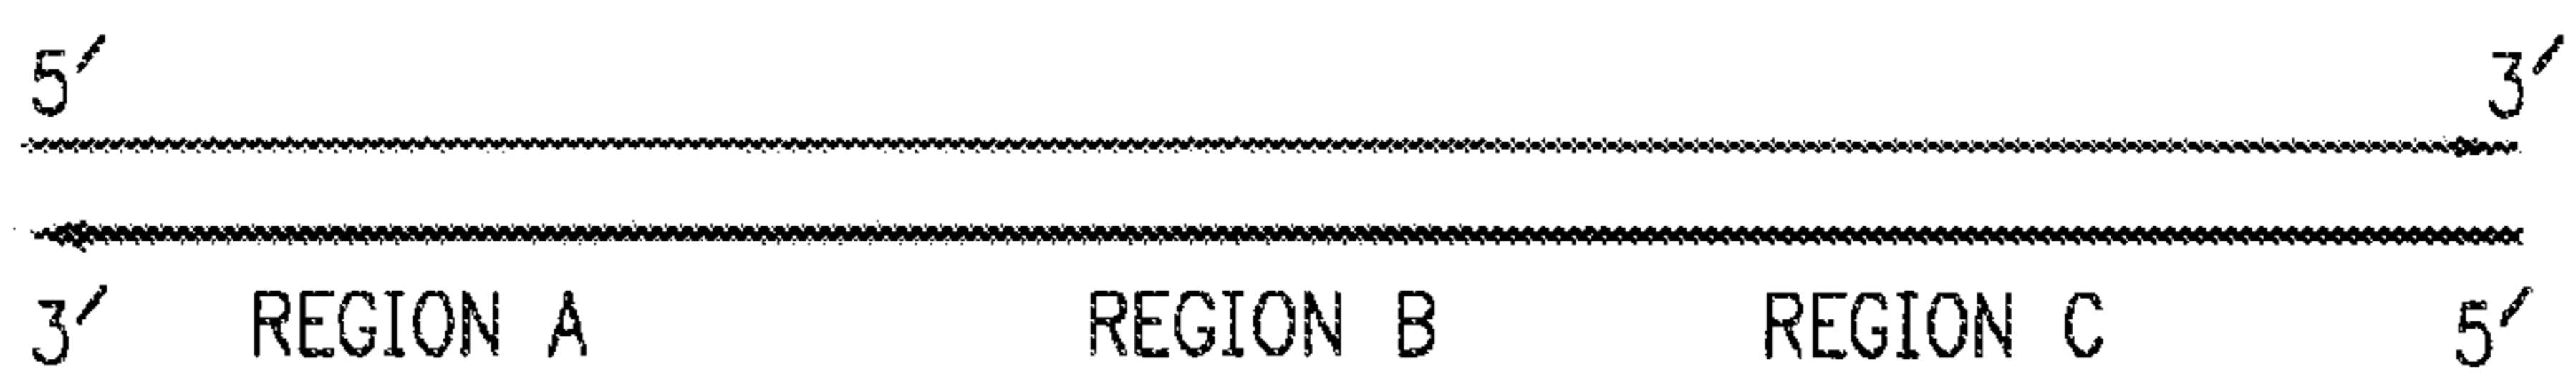 5′ 3′
3′ REGION A REGION B REGION C 5′